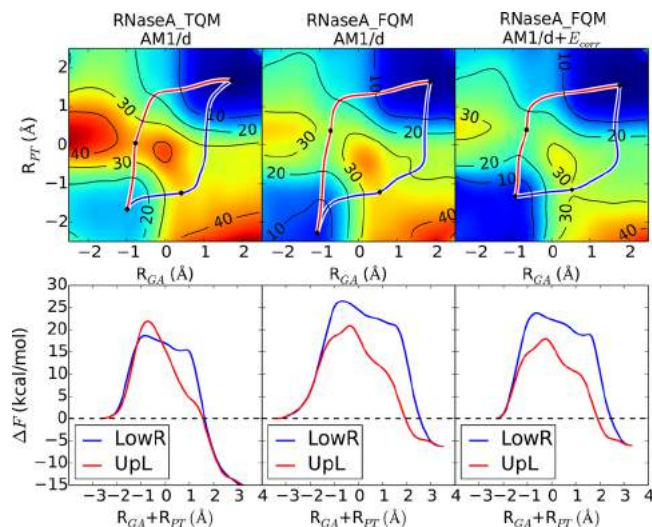 RNaseA_TQM
AM1/d
RNaseA_FQM
AM1/d
RNaseA_FQM
AM1/d+E_corr
R_PT (Å)
2
1
0
−1
−2
10
20
30
30
40
20
40
10
20
30
30
10
20
40
10
20
30
10
20
30
40
−2 −1 0 1 2
−2 −1 0 1 2
−2 −1 0 1 2
R_GA (Å)
R_GA (Å)
R_GA (Å)
ΔF (kcal/mol)
30
25
20
15
10
5
0
−5
−10
−15
LowR
UpL
LowR
UpL
LowR
UpL
−3 −2 −1 0 1 2 3 4
−3 −2 −1 0 1 2 3 4
−3 −2 −1 0 1 2 3 4
R_GA+R_PT (Å)
R_GA+R_PT (Å)
R_GA+R_PT (Å)